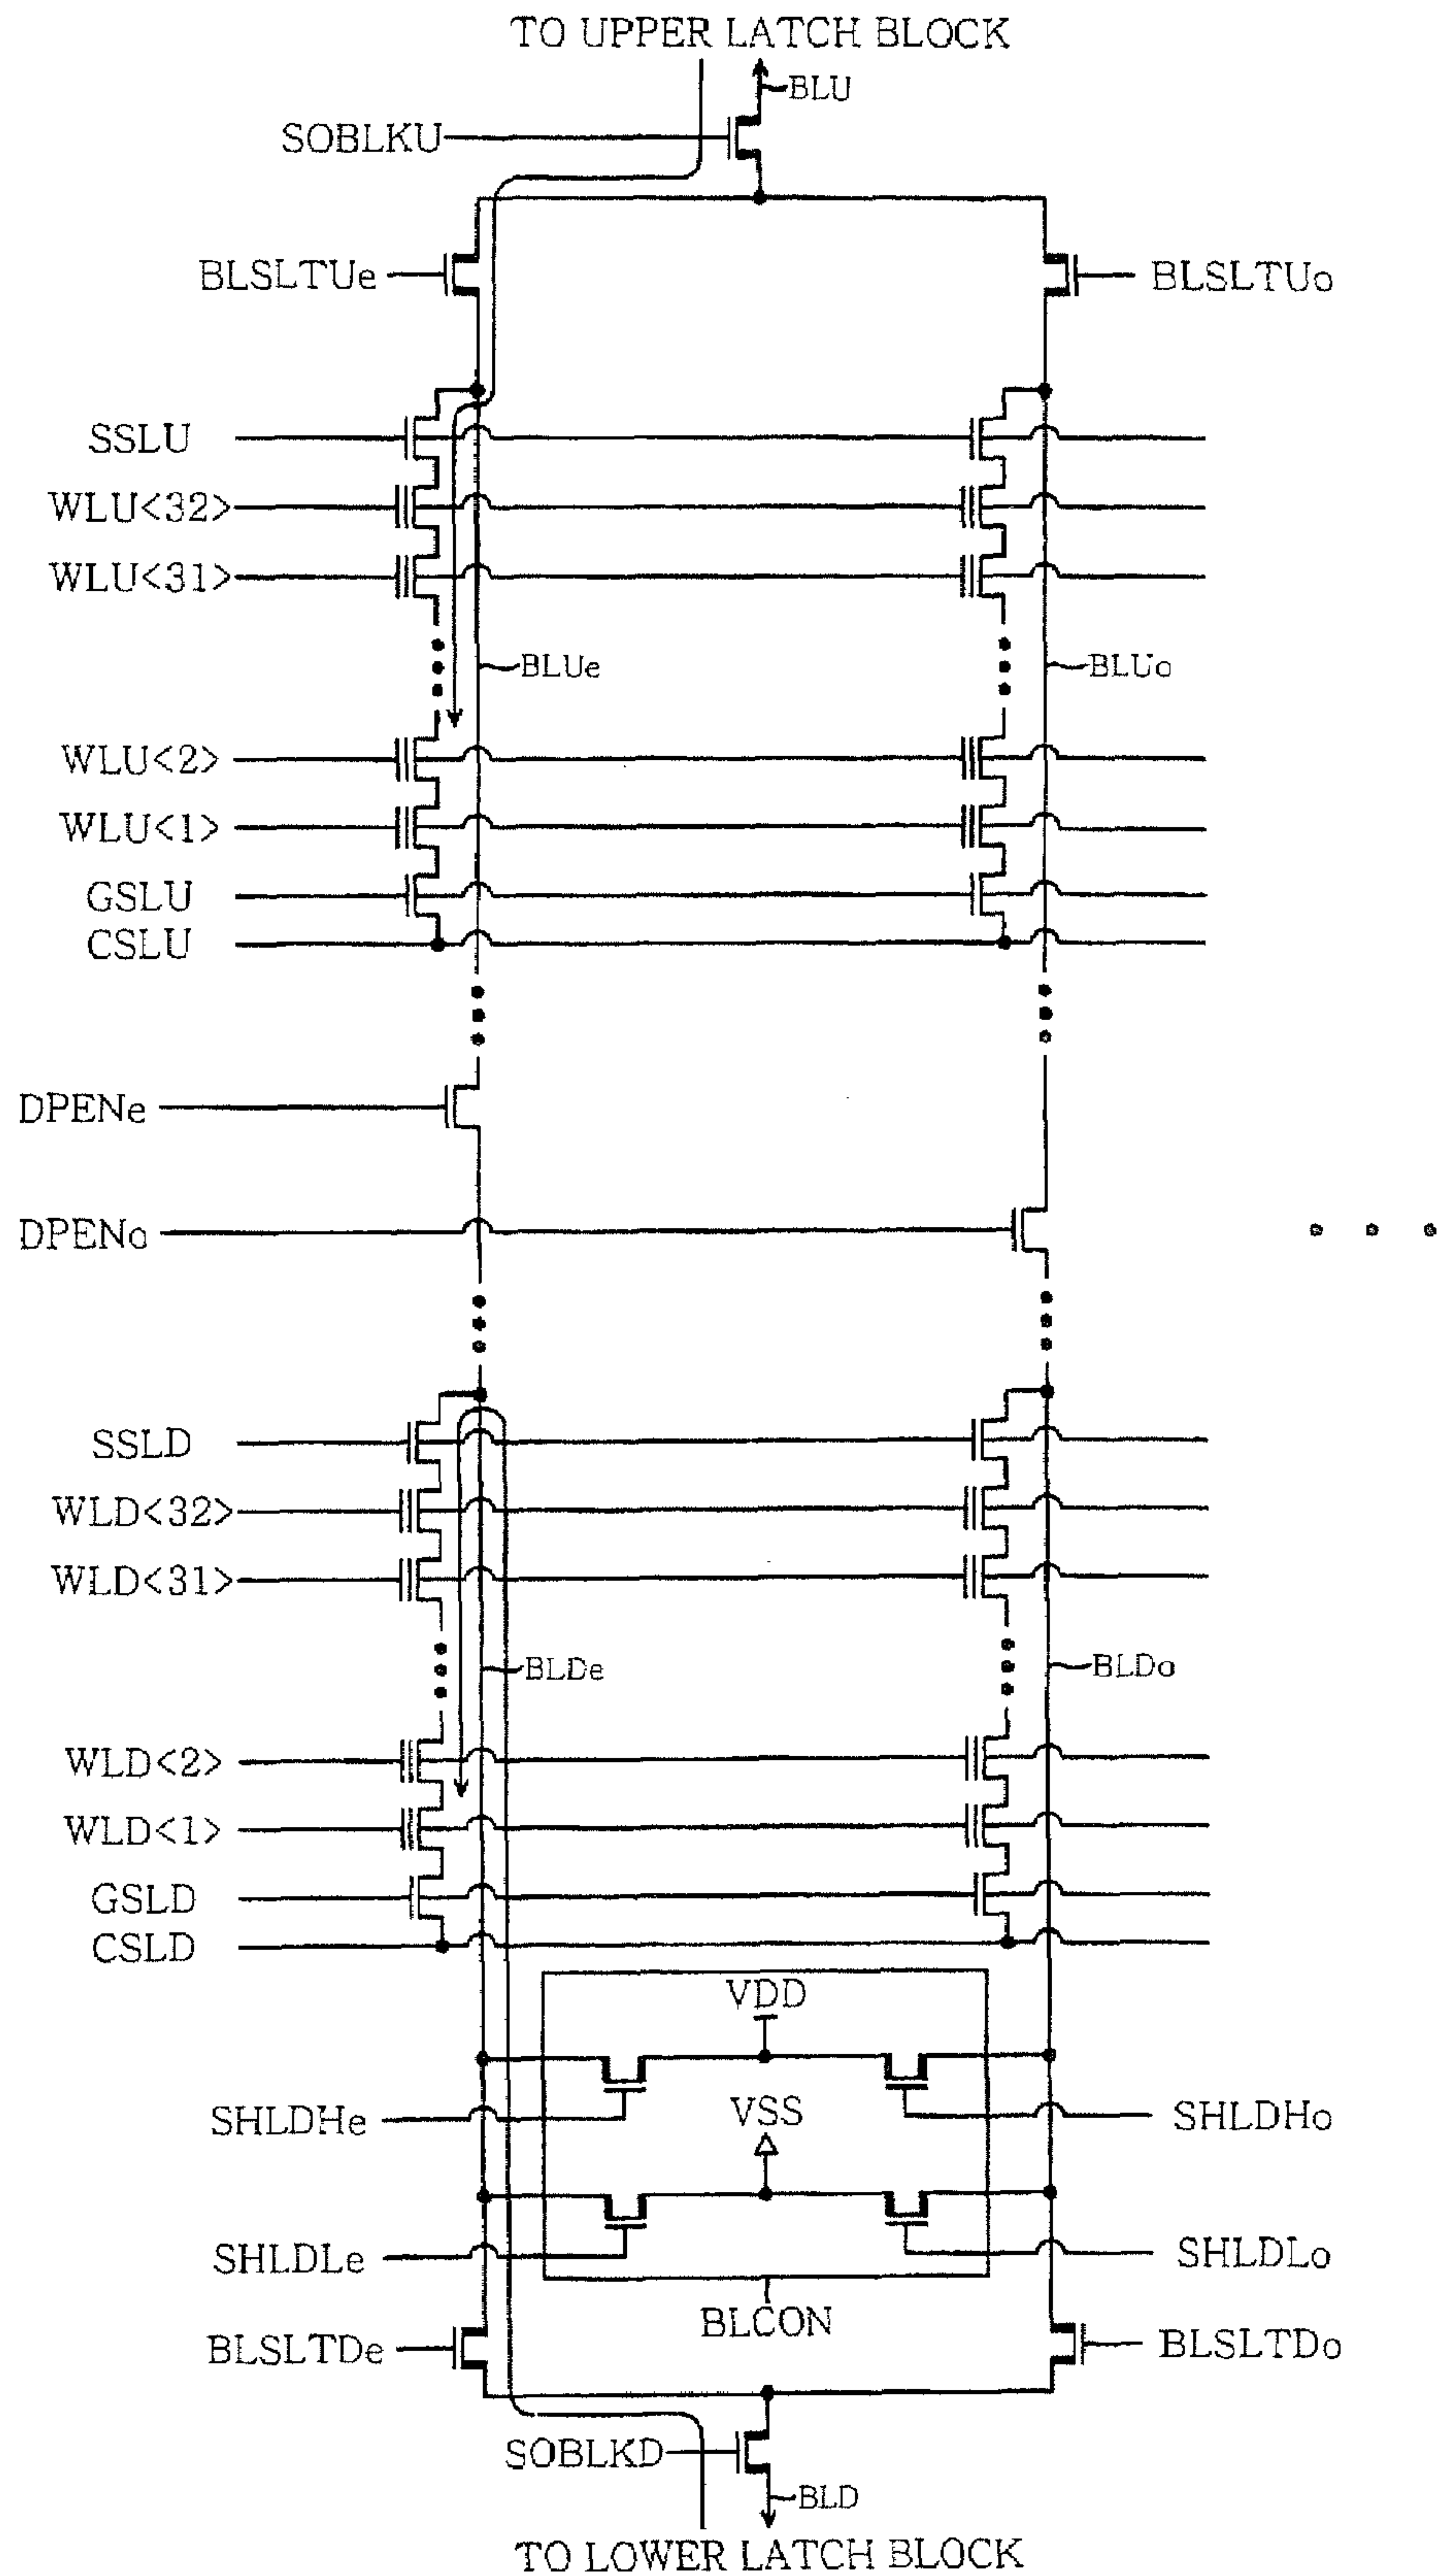 TO UPPER LATCH BLOCK
BLU
SOBLKU
BLSLTUe
BLSLTUo
SSLU
WLU<32>
WLU<31>
BLUe
BLUo
WLU<2>
WLU<1>
GSLU
CSLU
DPENe
DPENo
SSLD
WLD<32>
WLD<31>
BLDe
BLDo
WLD<2>
WLD<1>
GSLD
CSLD
VDD
SHLDHe
VSS
SHLDHo
SHLDLe
SHLDLo
BLCON
BLSLTDe
BLSLTDo
SOBLKD
BLD
TO LOWER LATCH BLOCK